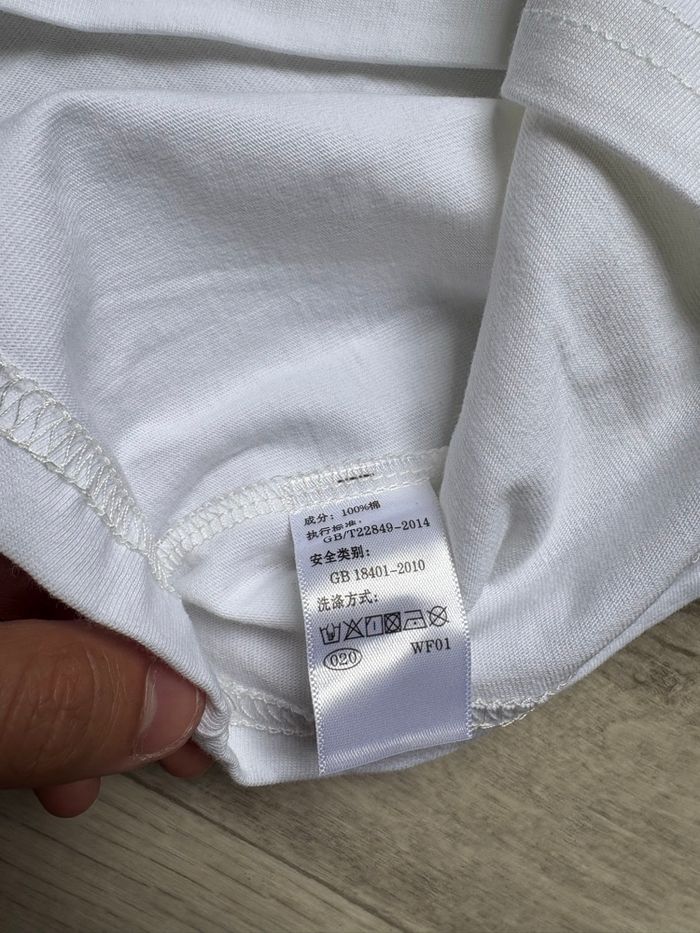 成分：100%棉
执行标准：
GB/T22849-2014
安全类别：
GB 18401-2010
洗涤方式：
020 WF01